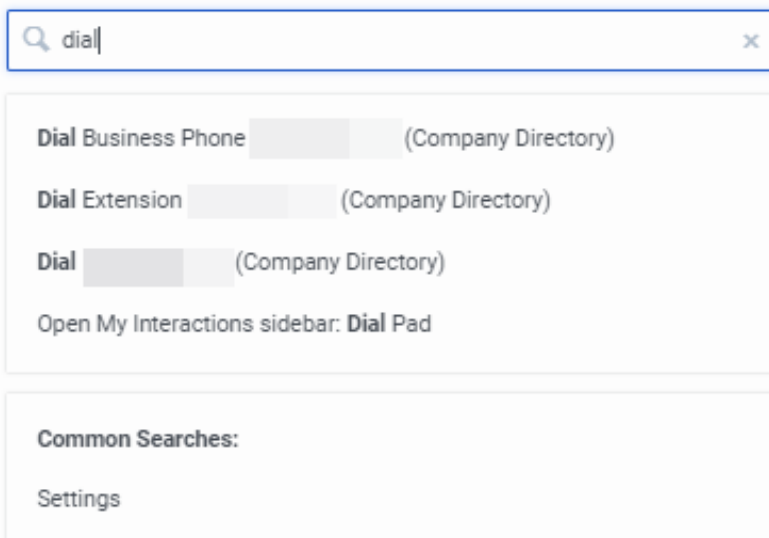 dial
Dial Business Phone (Company Directory)
Dial Extension (Company Directory)
Dial (Company Directory)
Open My Interactions sidebar: Dial Pad
Common Searches:
Settings